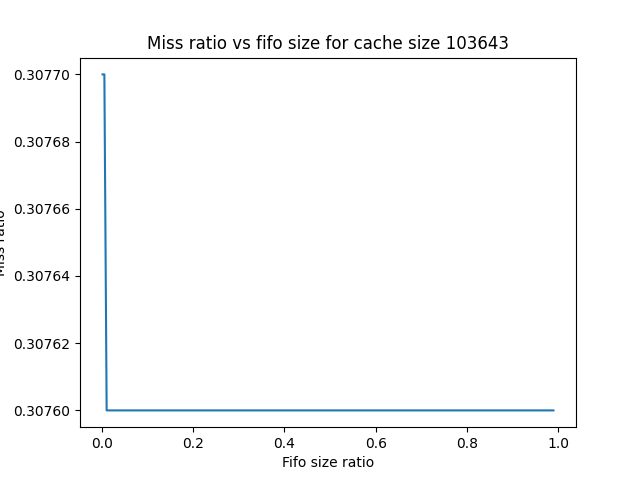 Miss ratio vs fifo size for cache size 103643
Miss ratio
0.30770
0.30768
0.30766
0.30764
0.30762
0.30760
0.0 0.2 0.4 0.6 0.8 1.0
Fifo size ratio